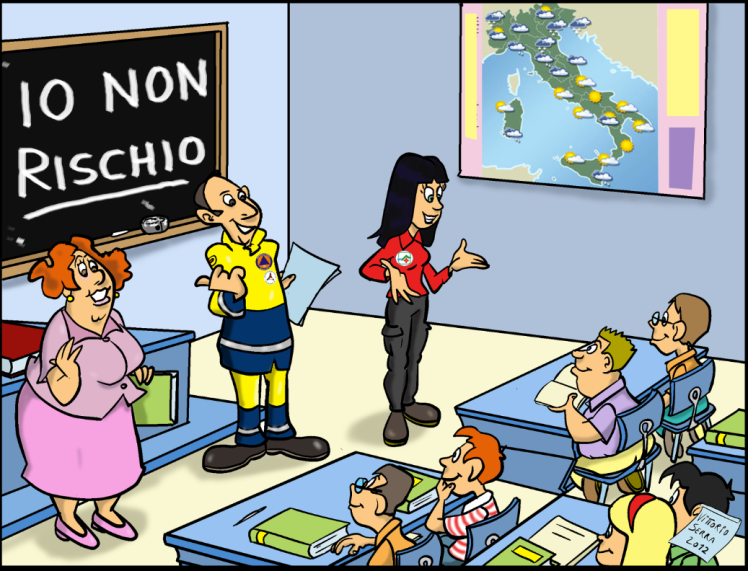 IO NON
RISCHIO
VITTORIO
SERRA
2012